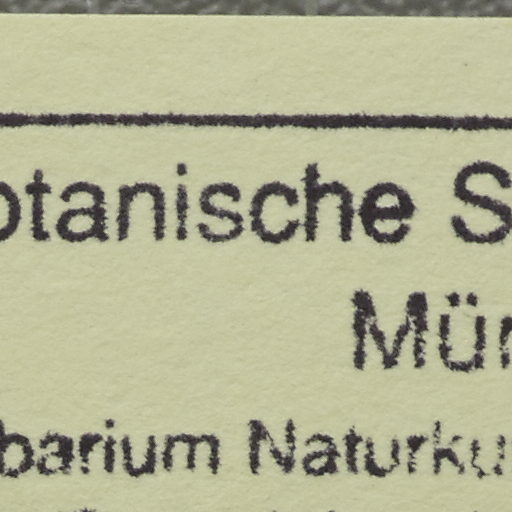 otanische S
Mün
barium Naturku